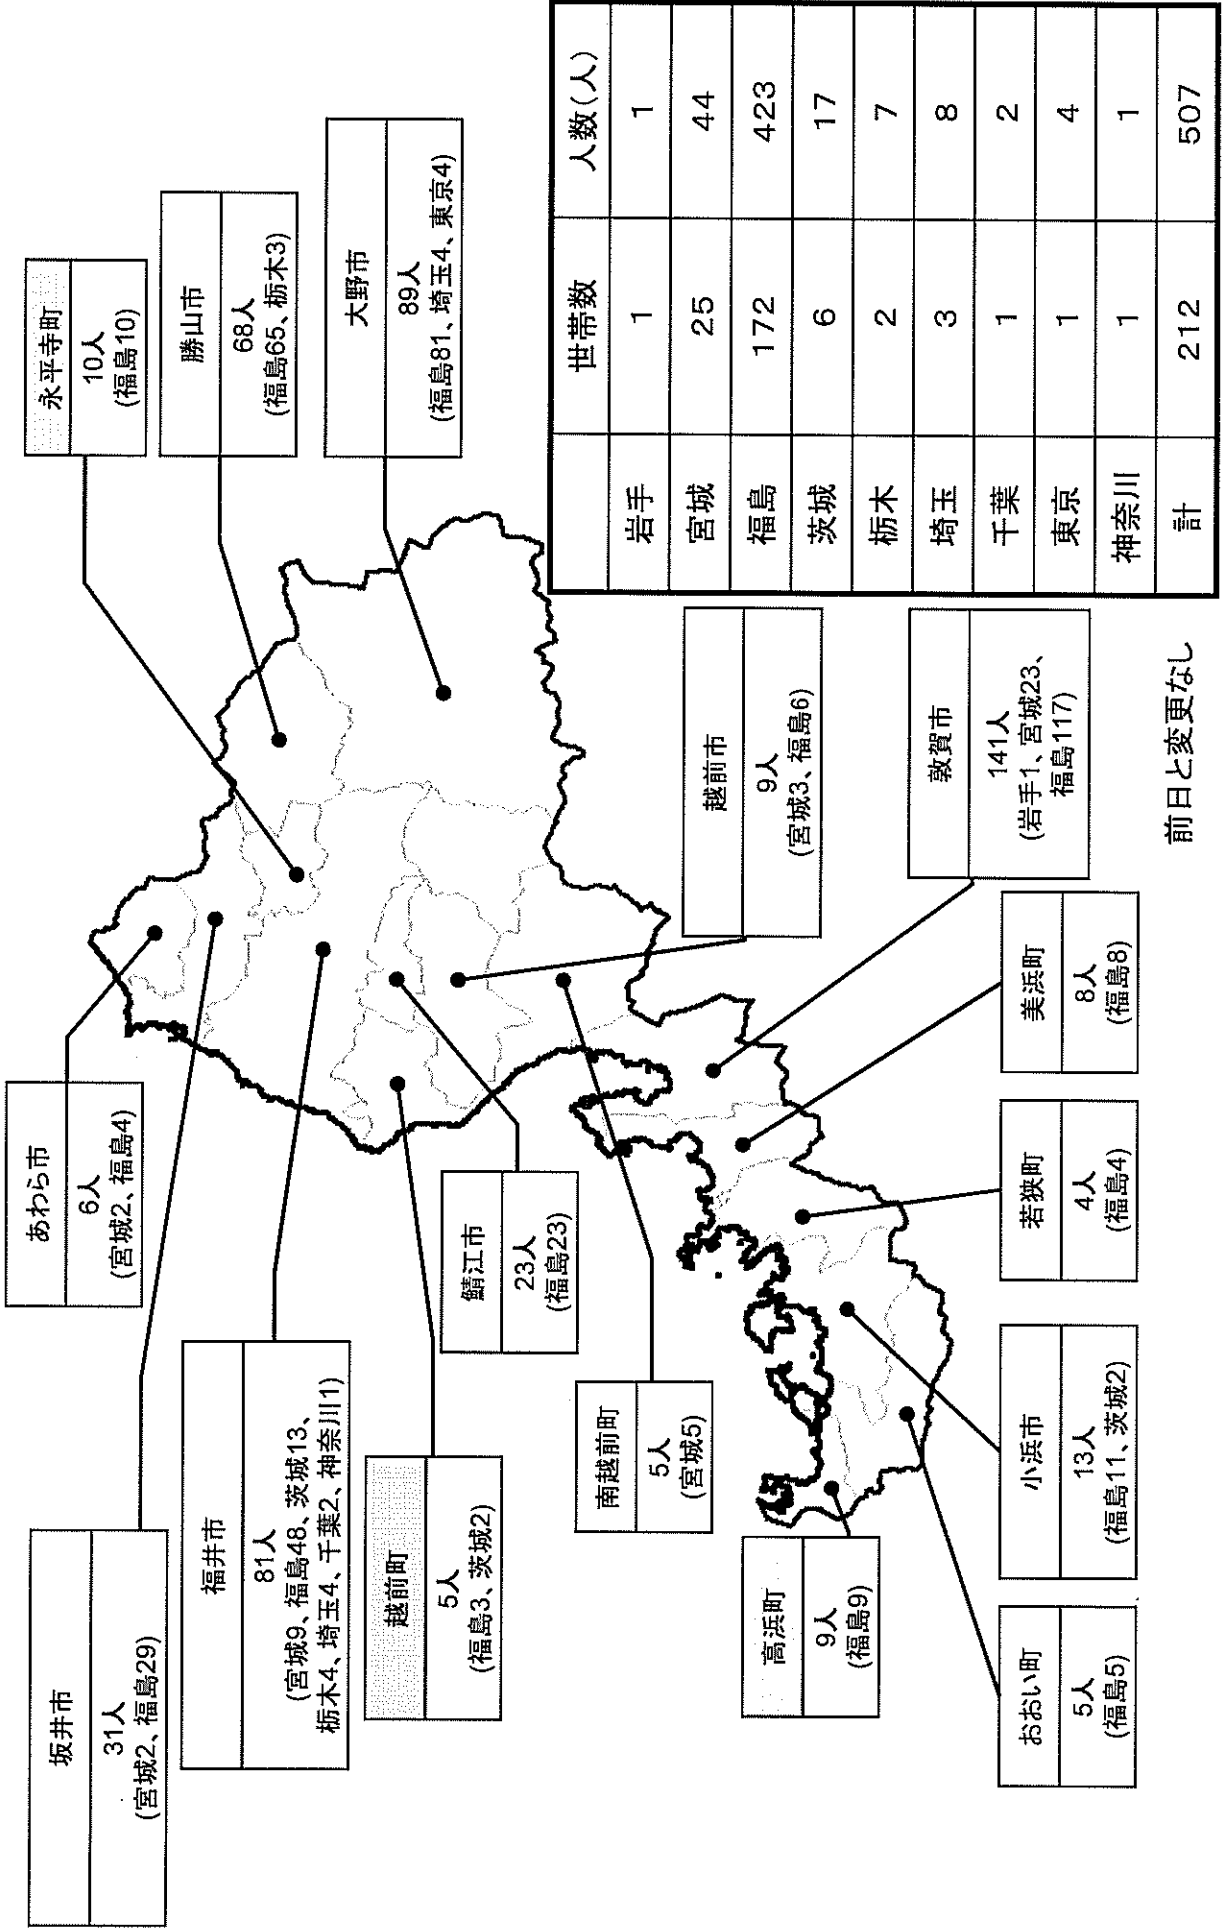 坂井市
31人
(宮城2、福島29)
あわら市
6人
(宮城2、福島4)
永平寺町
10人
(福島10)
勝山市
68人
(福島65、栃木3)
福井市
81人
(宮城9、福島48、茨城13、
栃木4、埼玉4、千葉2、神奈川1)
大野市
89人
(福島81、埼玉4、東京4)
越前町
5人
(福島3、茨城2)
鯖江市
23人
(福島23)
南越前町
5人
(宮城5)
越前市
9人
(宮城3、福島6)
高浜町
9人
(福島9)
敦賀市
141人
(岩手1、宮城23、
福島117)
おおい町
5人
(福島5)
小浜市
13人
(福島11、茨城2)
若狭町
4人
(福島4)
美浜町
8人
(福島8)
世帯数 人数(人)
岩手 1 1
宮城 25 44
福島 172 423
茨城 6 17
栃木 2 7
埼玉 3 8
千葉 1 2
東京 1 4
神奈川 1 1
計 212 507
前日と変更なし